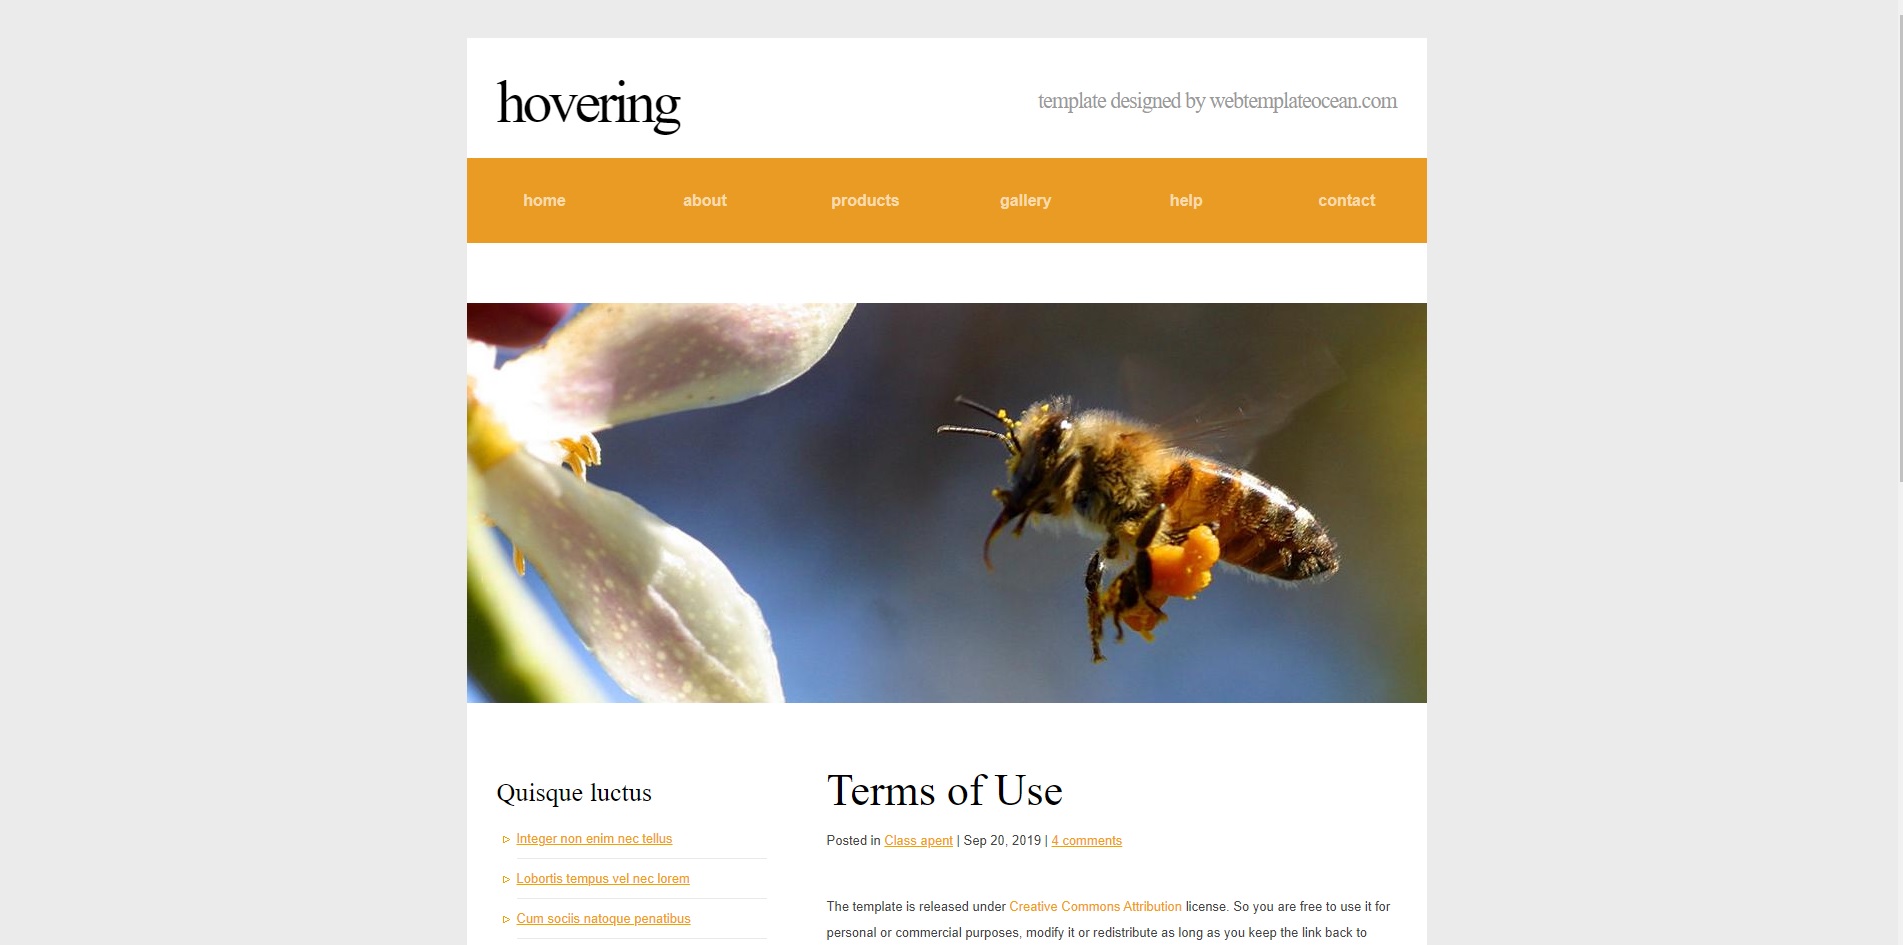 hovering
template designed by webtemplateocean.com
home about products gallery help contact
Quisque luctus
Integer non enim nec tellus
Lobortis tempus vel nec lorem
Cum sociis natoque penatibus
Terms of Use
Posted in Class apent | Sep 20, 2019 | 4 comments
The template is released under Creative Commons Attribution license. So you are free to use it for
personal or commercial purposes, modify it or redistribute as long as you keep the link back to